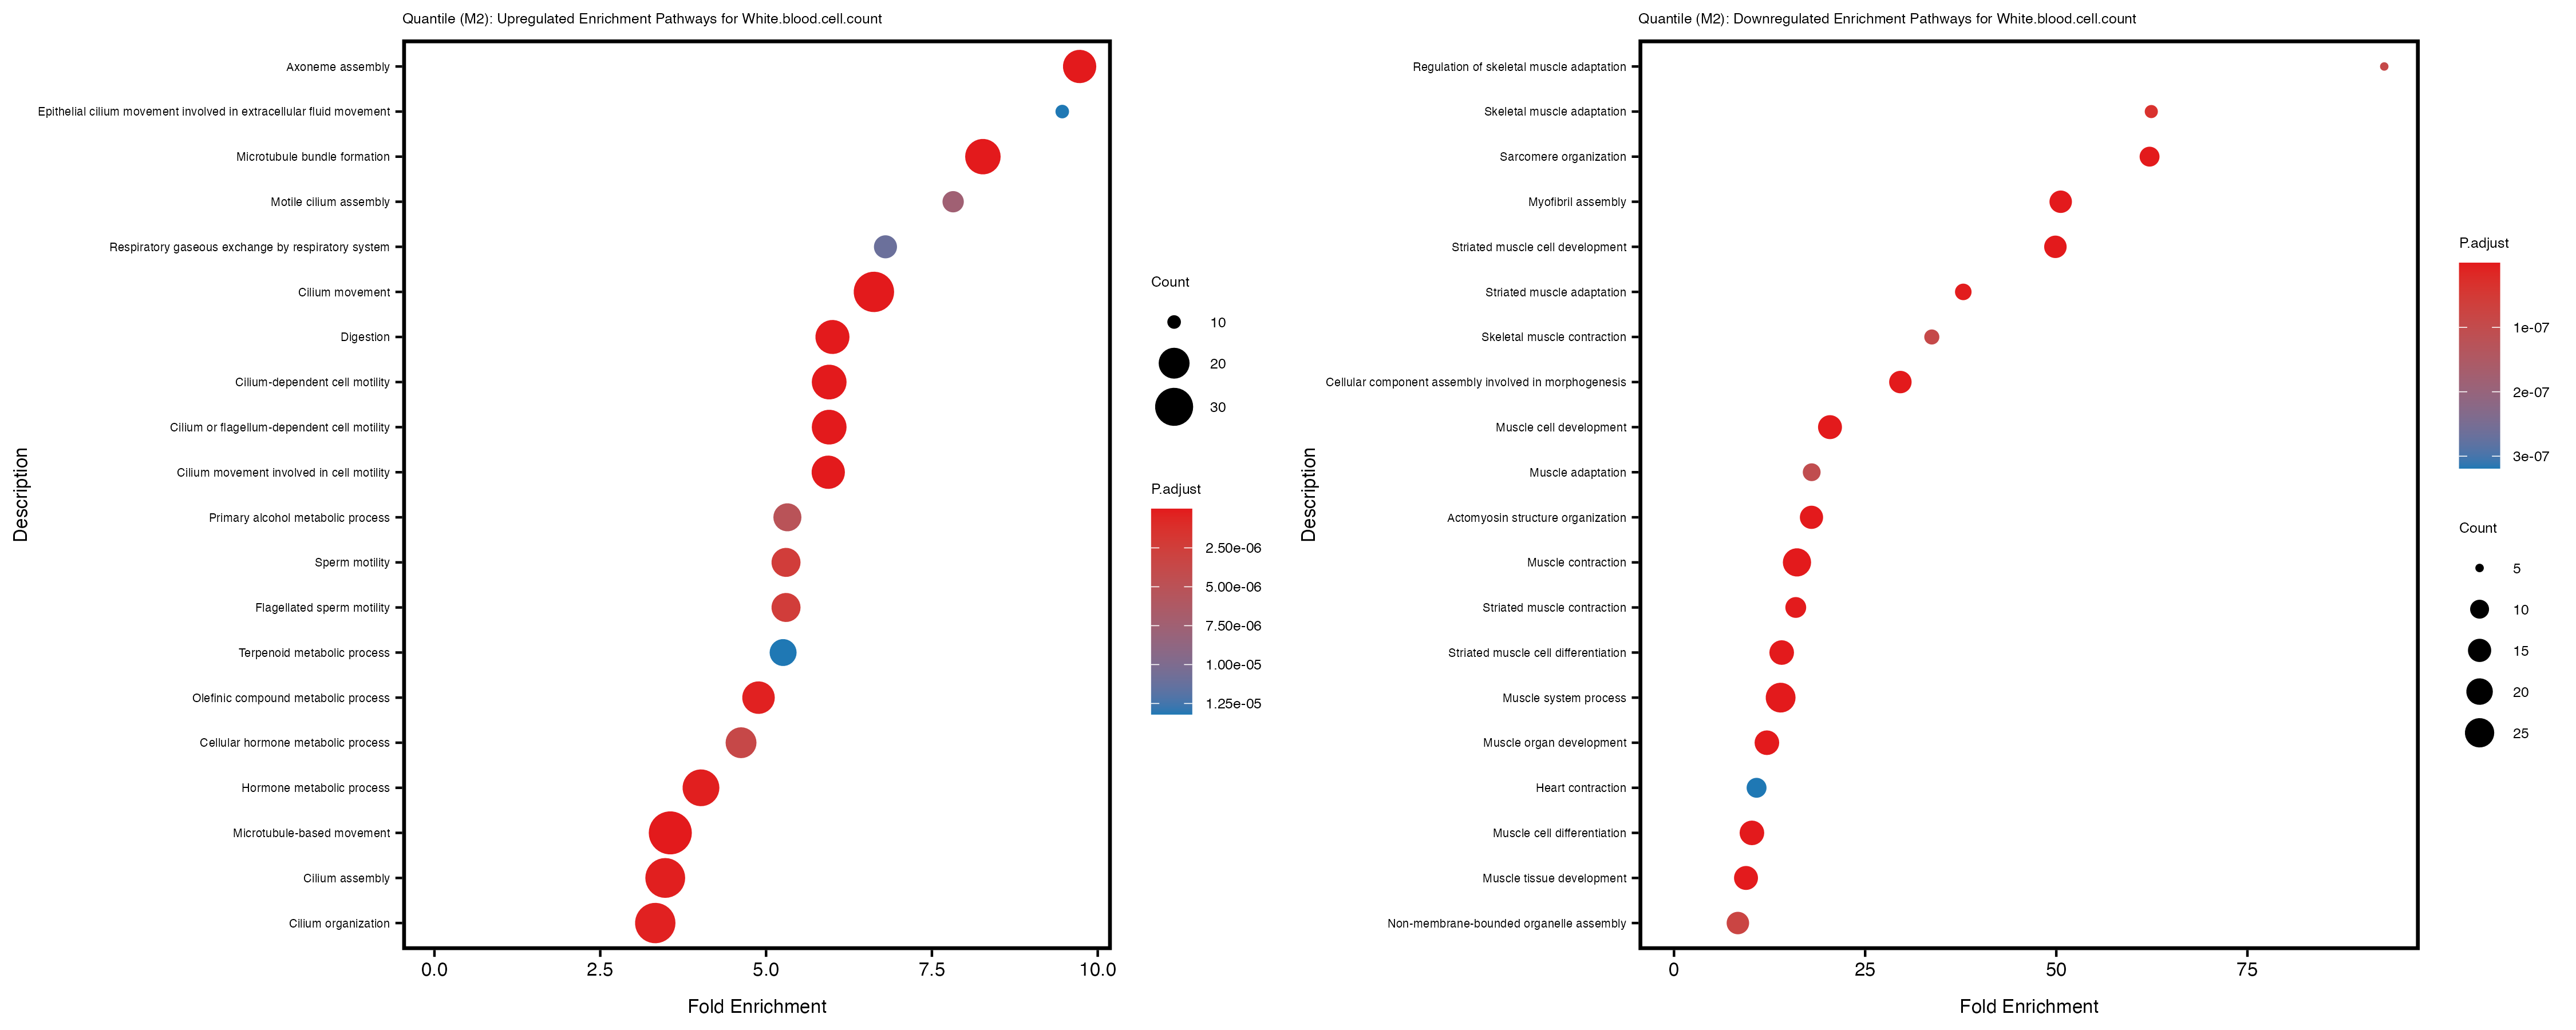 Quantile (M2): Upregulated Enrichment Pathways for White.blood.cell.count
Axoneme assembly
Epithelial cilium movement involved in extracellular fluid movement
Microtubule bundle formation
Motile cilium assembly
Respiratory gaseous exchange by respiratory system
Cilium movement
Digestion
Cilium-dependent cell motility
Cilium or flagellum-dependent cell motility
Cilium movement involved in cell motility
Primary alcohol metabolic process
Sperm motility
Flagellated sperm motility
Terpenoid metabolic process
Olefinic compound metabolic process
Cellular hormone metabolic process
Hormone metabolic process
Microtubule-based movement
Cilium assembly
Cilium organization
Description
0.0 2.5 5.0 7.5 10.0
Fold Enrichment
Count
10
20
30
P.adjust
2.50e-06
5.00e-06
7.50e-06
1.00e-05
1.25e-05
Quantile (M2): Downregulated Enrichment Pathways for White.blood.cell.count
Regulation of skeletal muscle adaptation
Skeletal muscle adaptation
Sarcomere organization
Myofibril assembly
Striated muscle cell development
Striated muscle adaptation
Skeletal muscle contraction
Cellular component assembly involved in morphogenesis
Muscle cell development
Muscle adaptation
Actomyosin structure organization
Muscle contraction
Striated muscle contraction
Striated muscle cell differentiation
Muscle system process
Muscle organ development
Heart contraction
Muscle cell differentiation
Muscle tissue development
Non-membrane-bounded organelle assembly
Description
0 25 50 75
Fold Enrichment
P.adjust
1e-07
2e-07
3e-07
Count
5
10
15
20
25